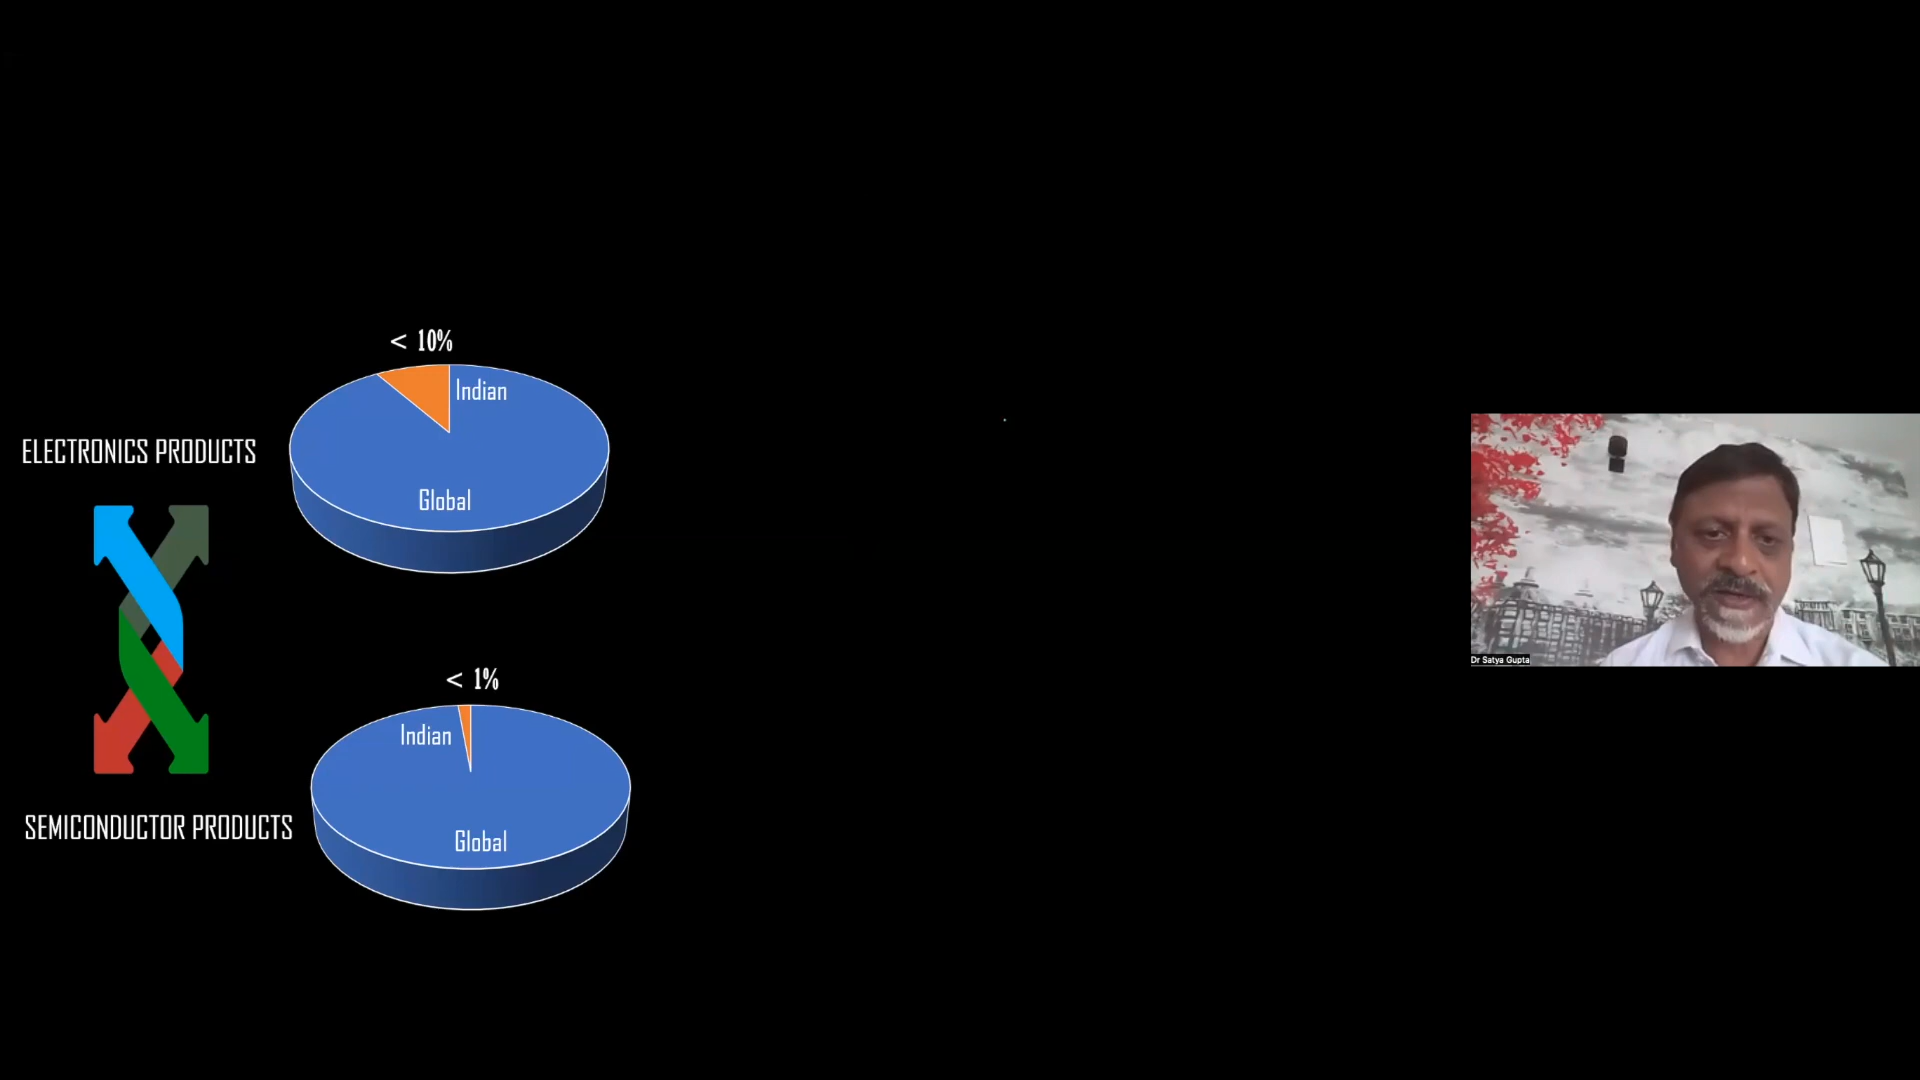 < 10%
Indian
ELECTRONICS PRODUCTS
Global
< 1%
Indian
SEMICONDUCTOR PRODUCTS
Global
Dr Satya Gupta